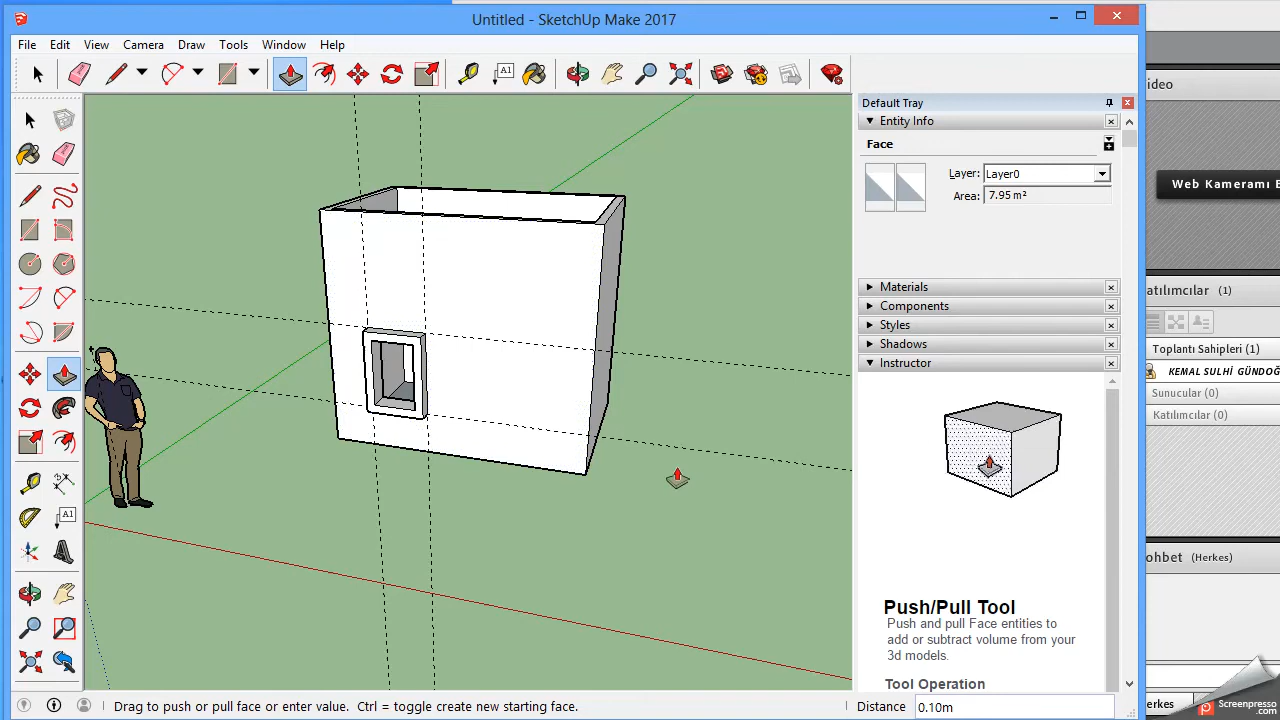 Untitled - SketchUp Make 2017
File Edit View Camera Draw Tools Window Help
A1
Default Tray
Entity Info
Face
Layer: Layer0
Area: 7.95 m²
Materials
Components
Styles
Shadows
Instructor
A1
Push/Pull Tool
Push and pull Face entities to
add or subtract volume from your
3d models.
Tool Operation
Drag to push or pull face or enter value. Ctrl = toggle create new starting face.
Distance 0.10m
ideo
Web Kameramı E
atılımcılar (1)
Toplantı Sahipleri (1)
KEMAL SULHİ GÜNDOĞ
Sunucular (0)
Katılımcılar (0)
ohbet (Herkes)
erkes
Screenpresso
.com